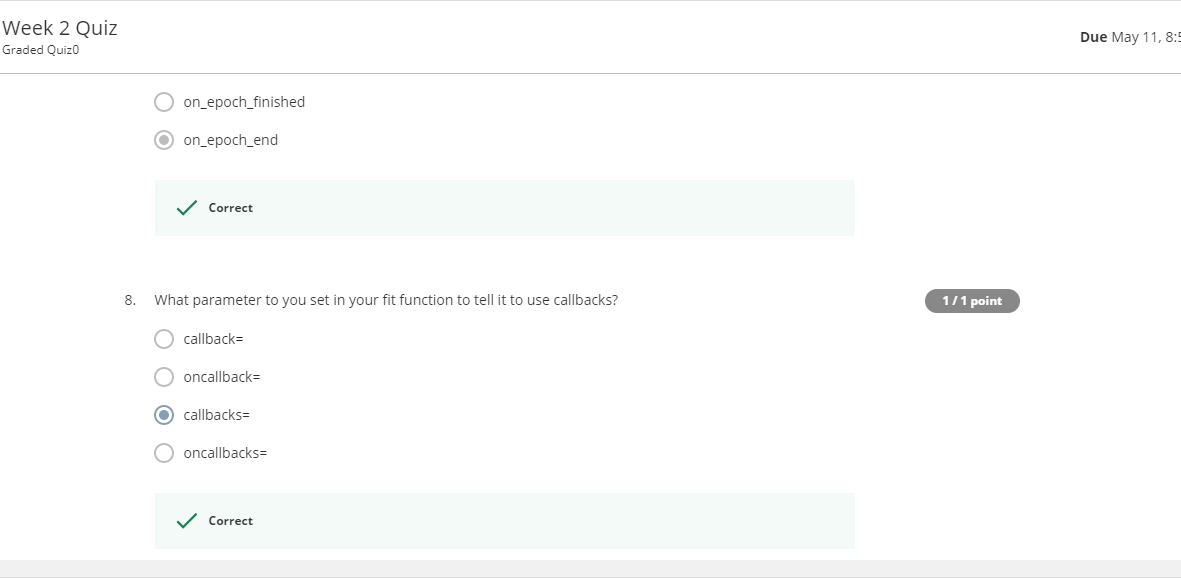 Week 2 Quiz
Graded Quiz0
Due May 11, 8:5
on_epoch_finished
on_epoch_end
Correct
8. What parameter to you set in your fit function to tell it to use callbacks?
1 / 1 point
callback=
oncallback=
callbacks=
oncallbacks=
Correct